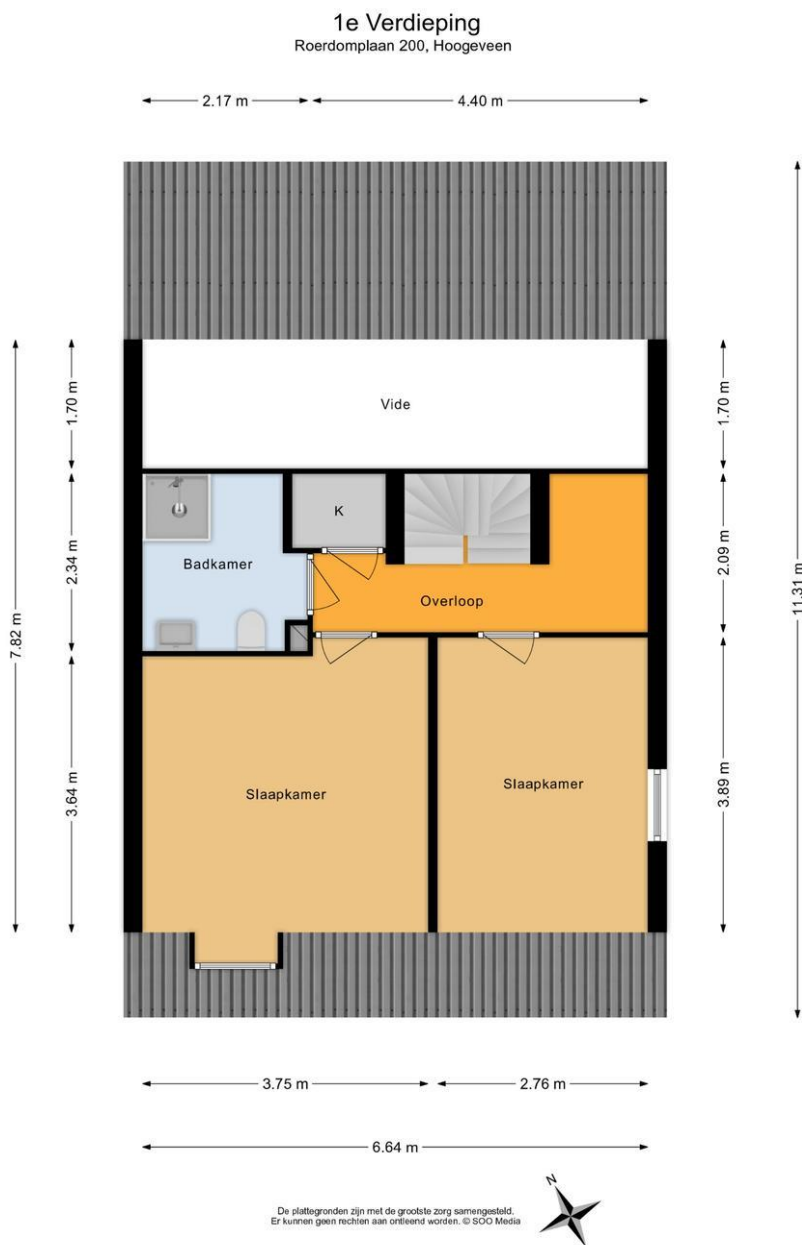 1e Verdieping
Roerdomplaan 200, Hoogeveen
2.17 m
4.40 m
1.70 m
1.70 m
Vide
K
Badkamer
2.34 m
2.09 m
Overloop
7.82 m
11.31 m
Slaapkamer
Slaapkamer
3.64 m
3.89 m
3.75 m
2.76 m
6.64 m
N
De plattegronden zijn met de grootste zorg samengesteld.
Er kunnen geen rechten aan ontleend worden. © SOO Media